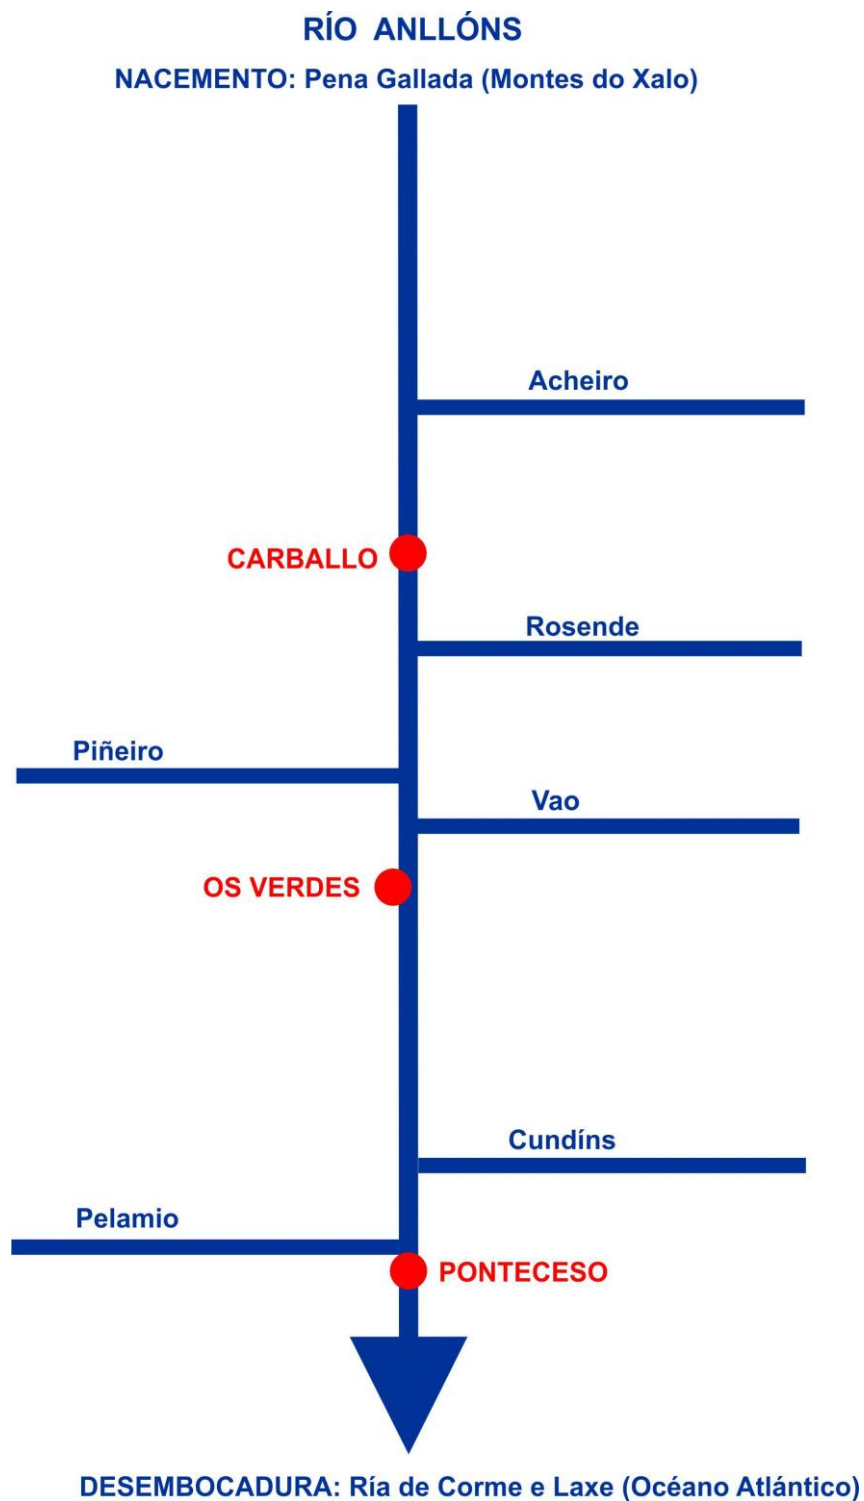 RÍO ANLLÓNS
NACEMENTO: Pena Gallada (Montes do Xalo)
Acheiro
CARBALLO
Rosende
Piñeiro
Vao
OS VERDES
Cundíns
Pelamio
PONTECESO
DESEMBOCADURA: Ría de Corme e Laxe (Océano Atlántico)